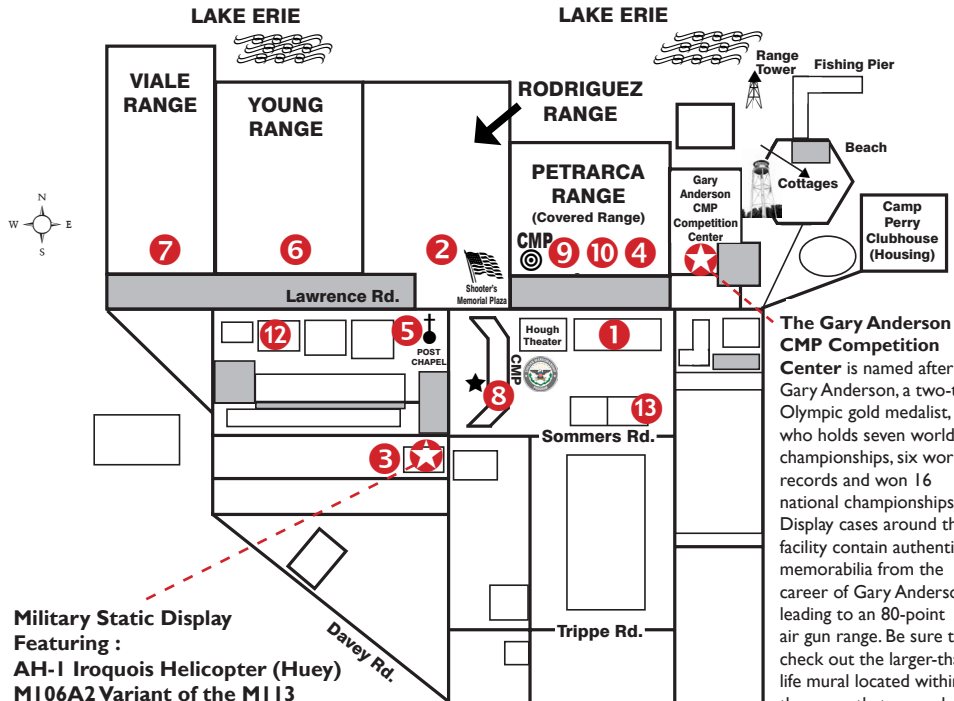 LAKE ERIE
LAKE ERIE
Range
Tower
Fishing Pier
VIALE
RANGE
YOUNG
RANGE
RODRIGUEZ
RANGE
Beach
PETRARCA
RANGE
(Covered Range)
Gary
Anderson
CMP
Competition
Center
Cottages
Camp
Perry
Clubhouse
(Housing)
N
W E
S
CMP
7
6
2
9 10 4
Shooter's
Memorial Plaza
Lawrence Rd.
12
5
POST
CHAPEL
Hough
Theater
1
CMP
8
13
Sommers Rd.
3
The Gary Anderson
CMP Competition
Center is named after
Gary Anderson, a two-t
Olympic gold medalist,
who holds seven world
championships, six wor
records and won 16
national championships
Display cases around th
facility contain authenti
memorabilia from the
career of Gary Anderso
leading to an 80-point
air gun range. Be sure t
check out the larger-tha
life mural located within
Davey Rd.
Trippe Rd.
Military Static Display
Featuring :
AH-1 Iroquois Helicopter (Huey)
M106A2 Variant of the M113